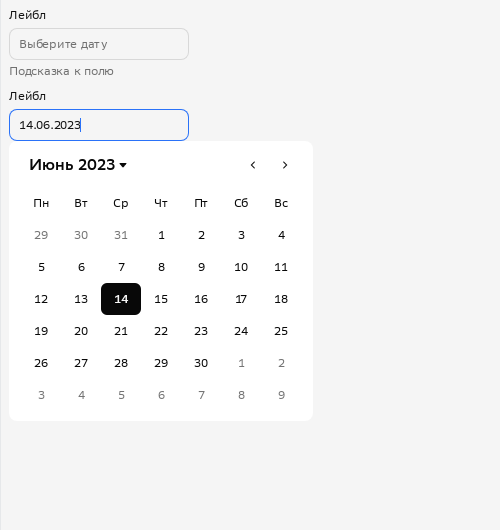 Лейбл
Выберите дату
Подсказка к полю
Лейбл
14.06.2023
Июнь 2023
Пн Вт Ср Чт Пт Сб Вс
29 30 31 1 2 3 4
5 6 7 8 9 10 11
12 13 14 15 16 17 18
19 20 21 22 23 24 25
26 27 28 29 30 1 2
3 4 5 6 7 8 9